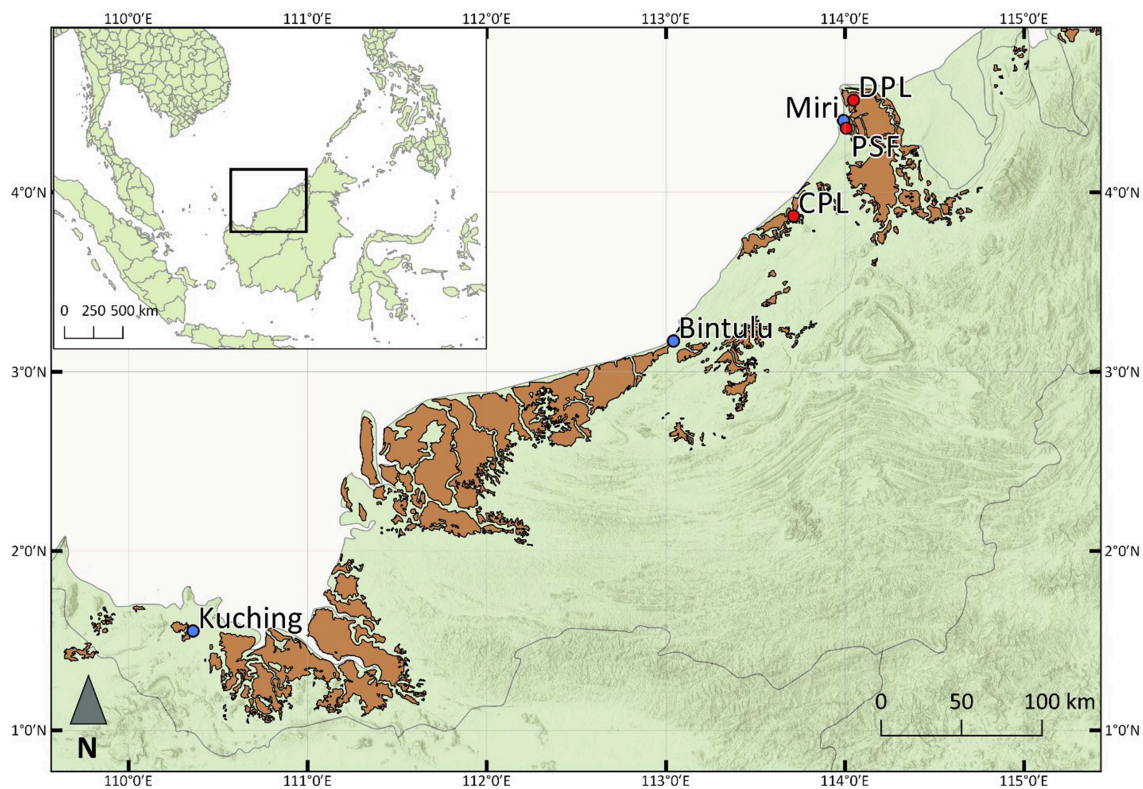 110°0′E 111°0′E 112°0′E 113°0′E 114°0′E 115°0′E
DPL
Miri
PSF
4°0′N 4°0′N
CPL
0 250 500 km
Bintulu
3°0′N 3°0′N
2°0′N 2°0′N
Kuching
0 50 100 km
1°0′N 1°0′N
N
110°0′E 111°0′E 112°0′E 113°0′E 114°0′E 115°0′E